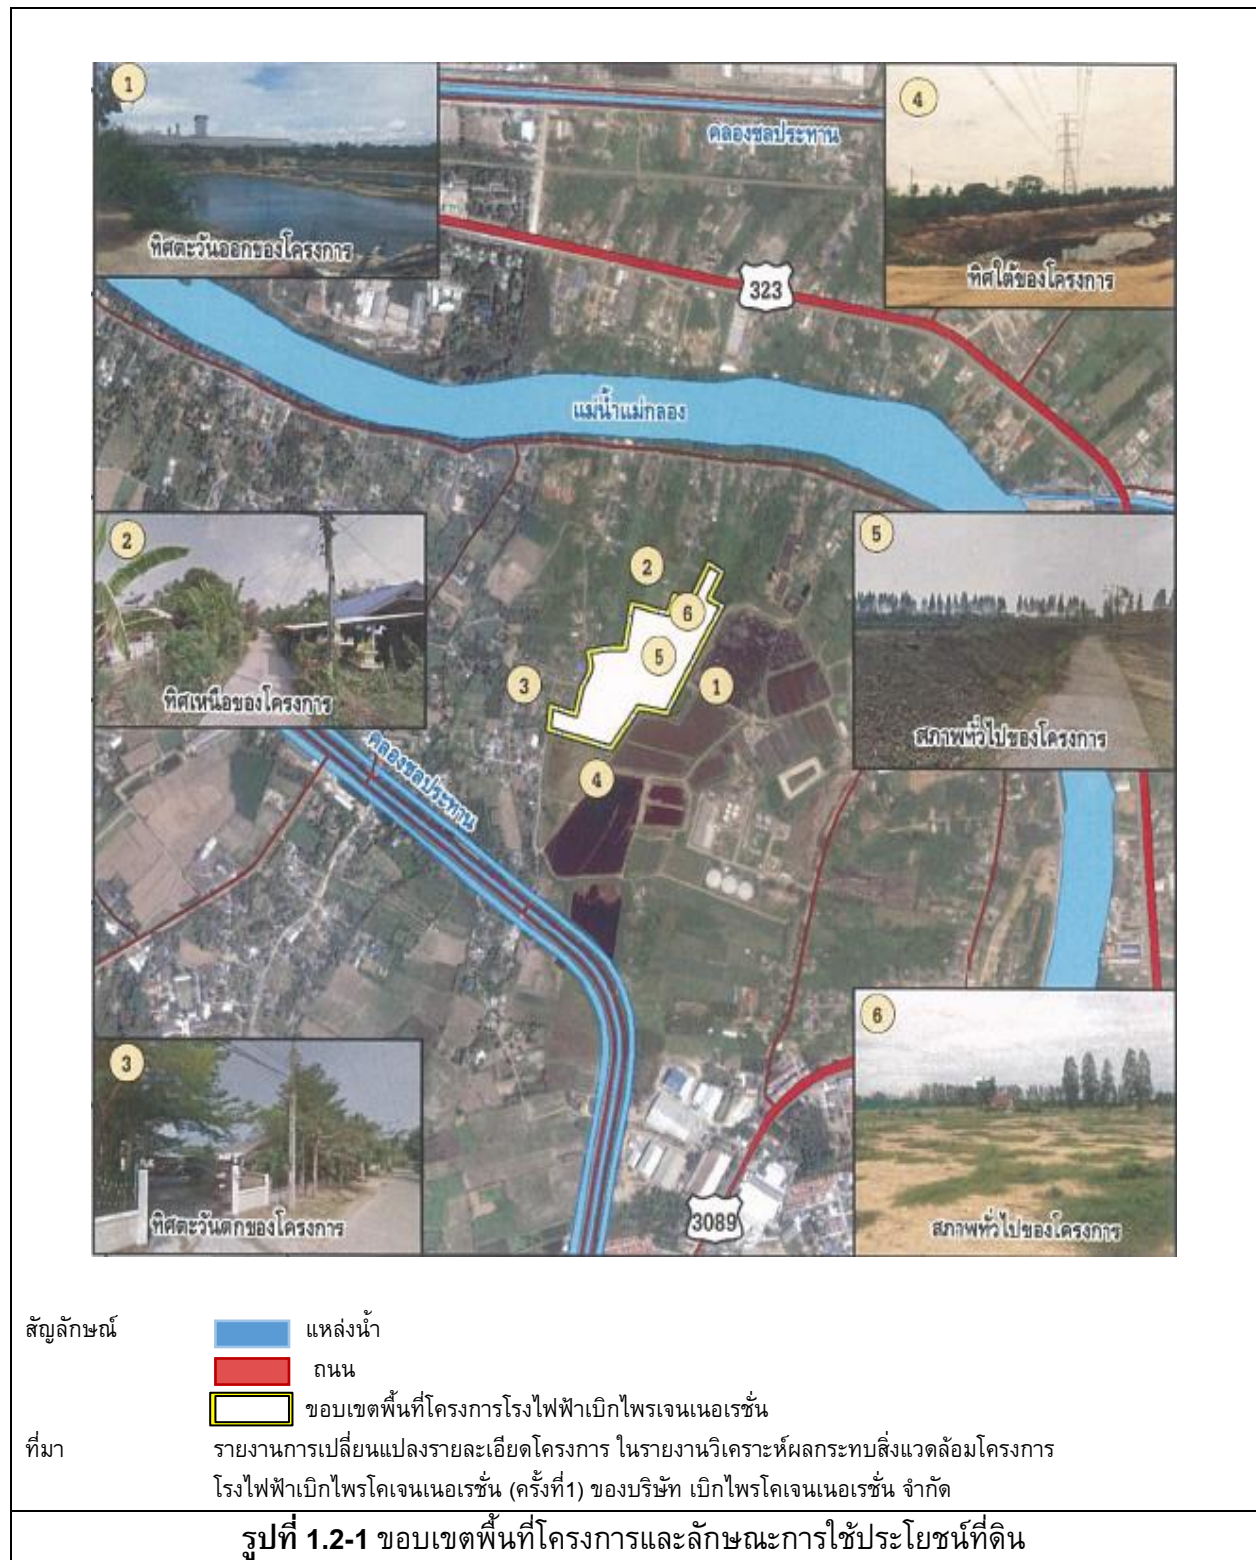 1
ทิศตะวันออกของโครงการ
คลองชลประทาน
4
ทิศใต้ของโครงการ
323
แม่น้ำแม่กลอง
2
ทิศเหนือของโครงการ
5
สภาพทั่วไปของโครงการ
2
6
5
3
1
4
คลองชลประทาน
3
ทิศตะวันตกของโครงการ
3089
6
สภาพทั่วไปของโครงการ
สัญลักษณ์
แหล่งน้ำ
ถนน
ขอบเขตพื้นที่โครงการโรงไฟฟ้าเบิกไพรเจนเนอเรชั่น
ที่มา รายงานการเปลี่ยนแปลงรายละเอียดโครงการ ในรายงานวิเคราะห์ผลกระทบสิ่งแวดล้อมโครงการ
โรงไฟฟ้าเบิกไพรโคเจนเนอเรชั่น (ครั้งที่1) ของบริษัท เบิกไพรโคเจนเนอเรชั่น จำกัด
รูปที่ 1.2-1 ขอบเขตพื้นที่โครงการและลักษณะการใช้ประโยชน์ที่ดิน